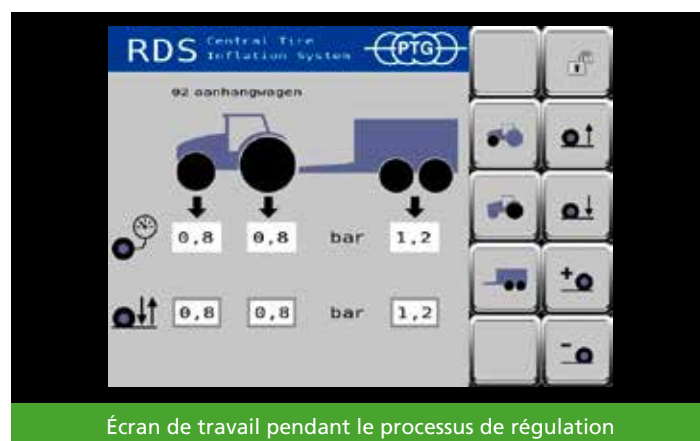 RDS Central Tire Inflation System PTG
02 aanhangwagen
0,8 0,8 bar 1,2
0,8 0,8 bar 1,2
Écran de travail pendant le processus de régulation